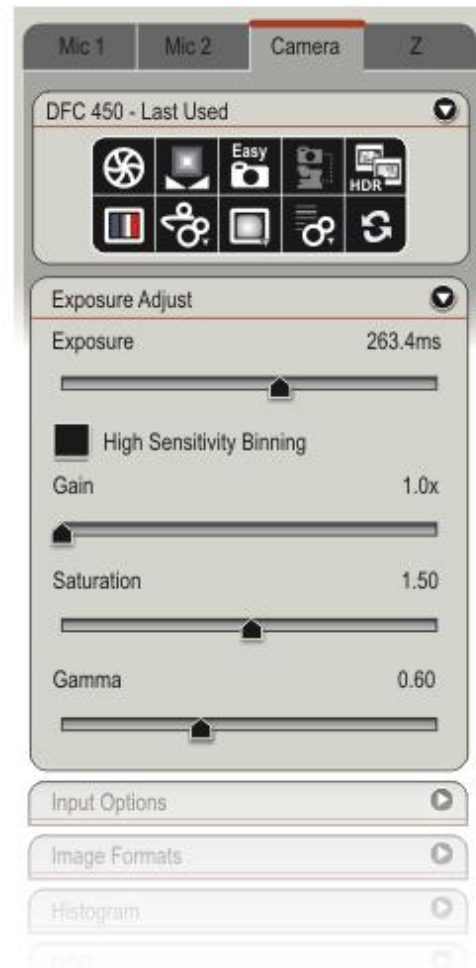 Mic 1 Mic 2 Camera Z
DFC 450 - Last Used
Easy
HDR
Exposure Adjust
Exposure 263.4ms
High Sensitivity Binning
Gain 1.0x
Saturation 1.50
Gamma 0.60
Input Options
Image Formats
Histogram
HDR